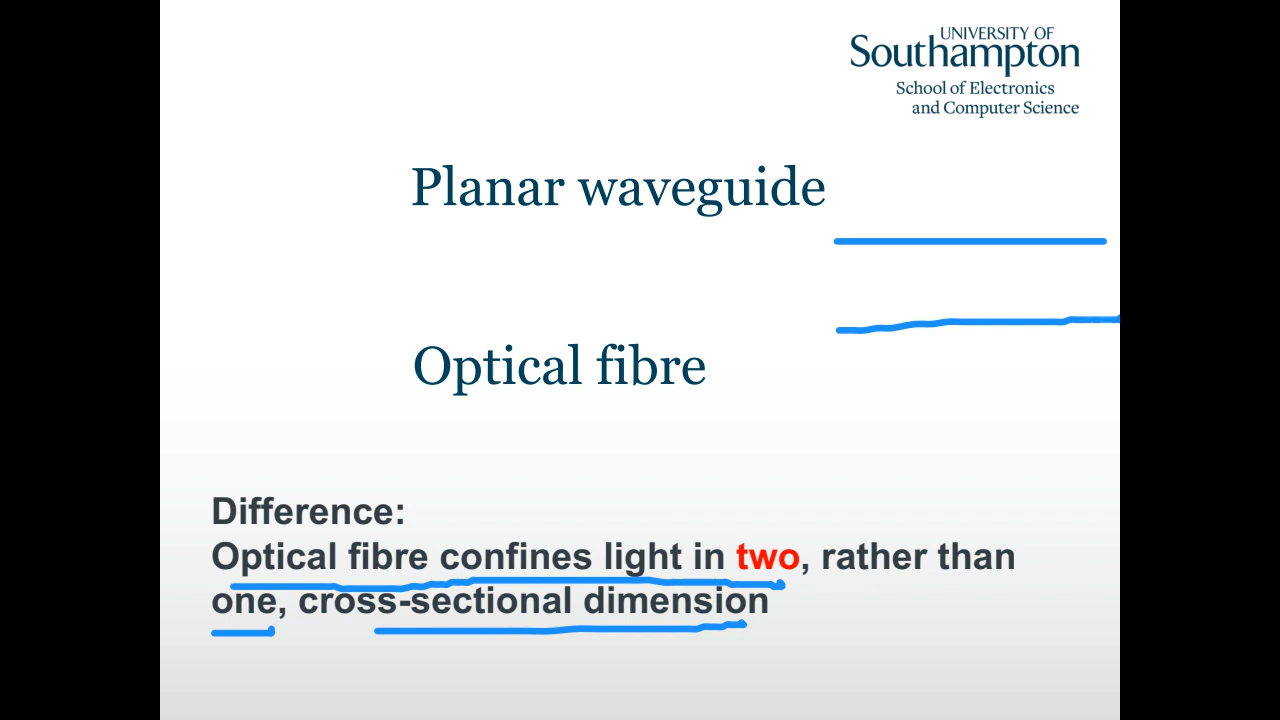 UNIVERSITY OF
Southampton
School of Electronics
and Computer Science
Planar waveguide
Optical fibre
Difference:
Optical fibre confines light in two, rather than
one, cross-sectional dimension